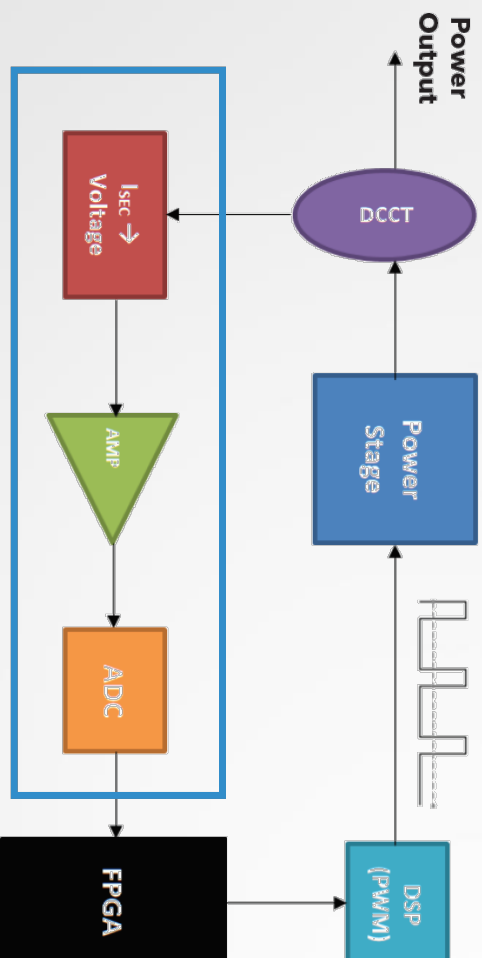 Power
Output
DCCT
Power
Stage
DSP
(PWM)
ISEC →
Voltage
AMP
ADC
FPGA